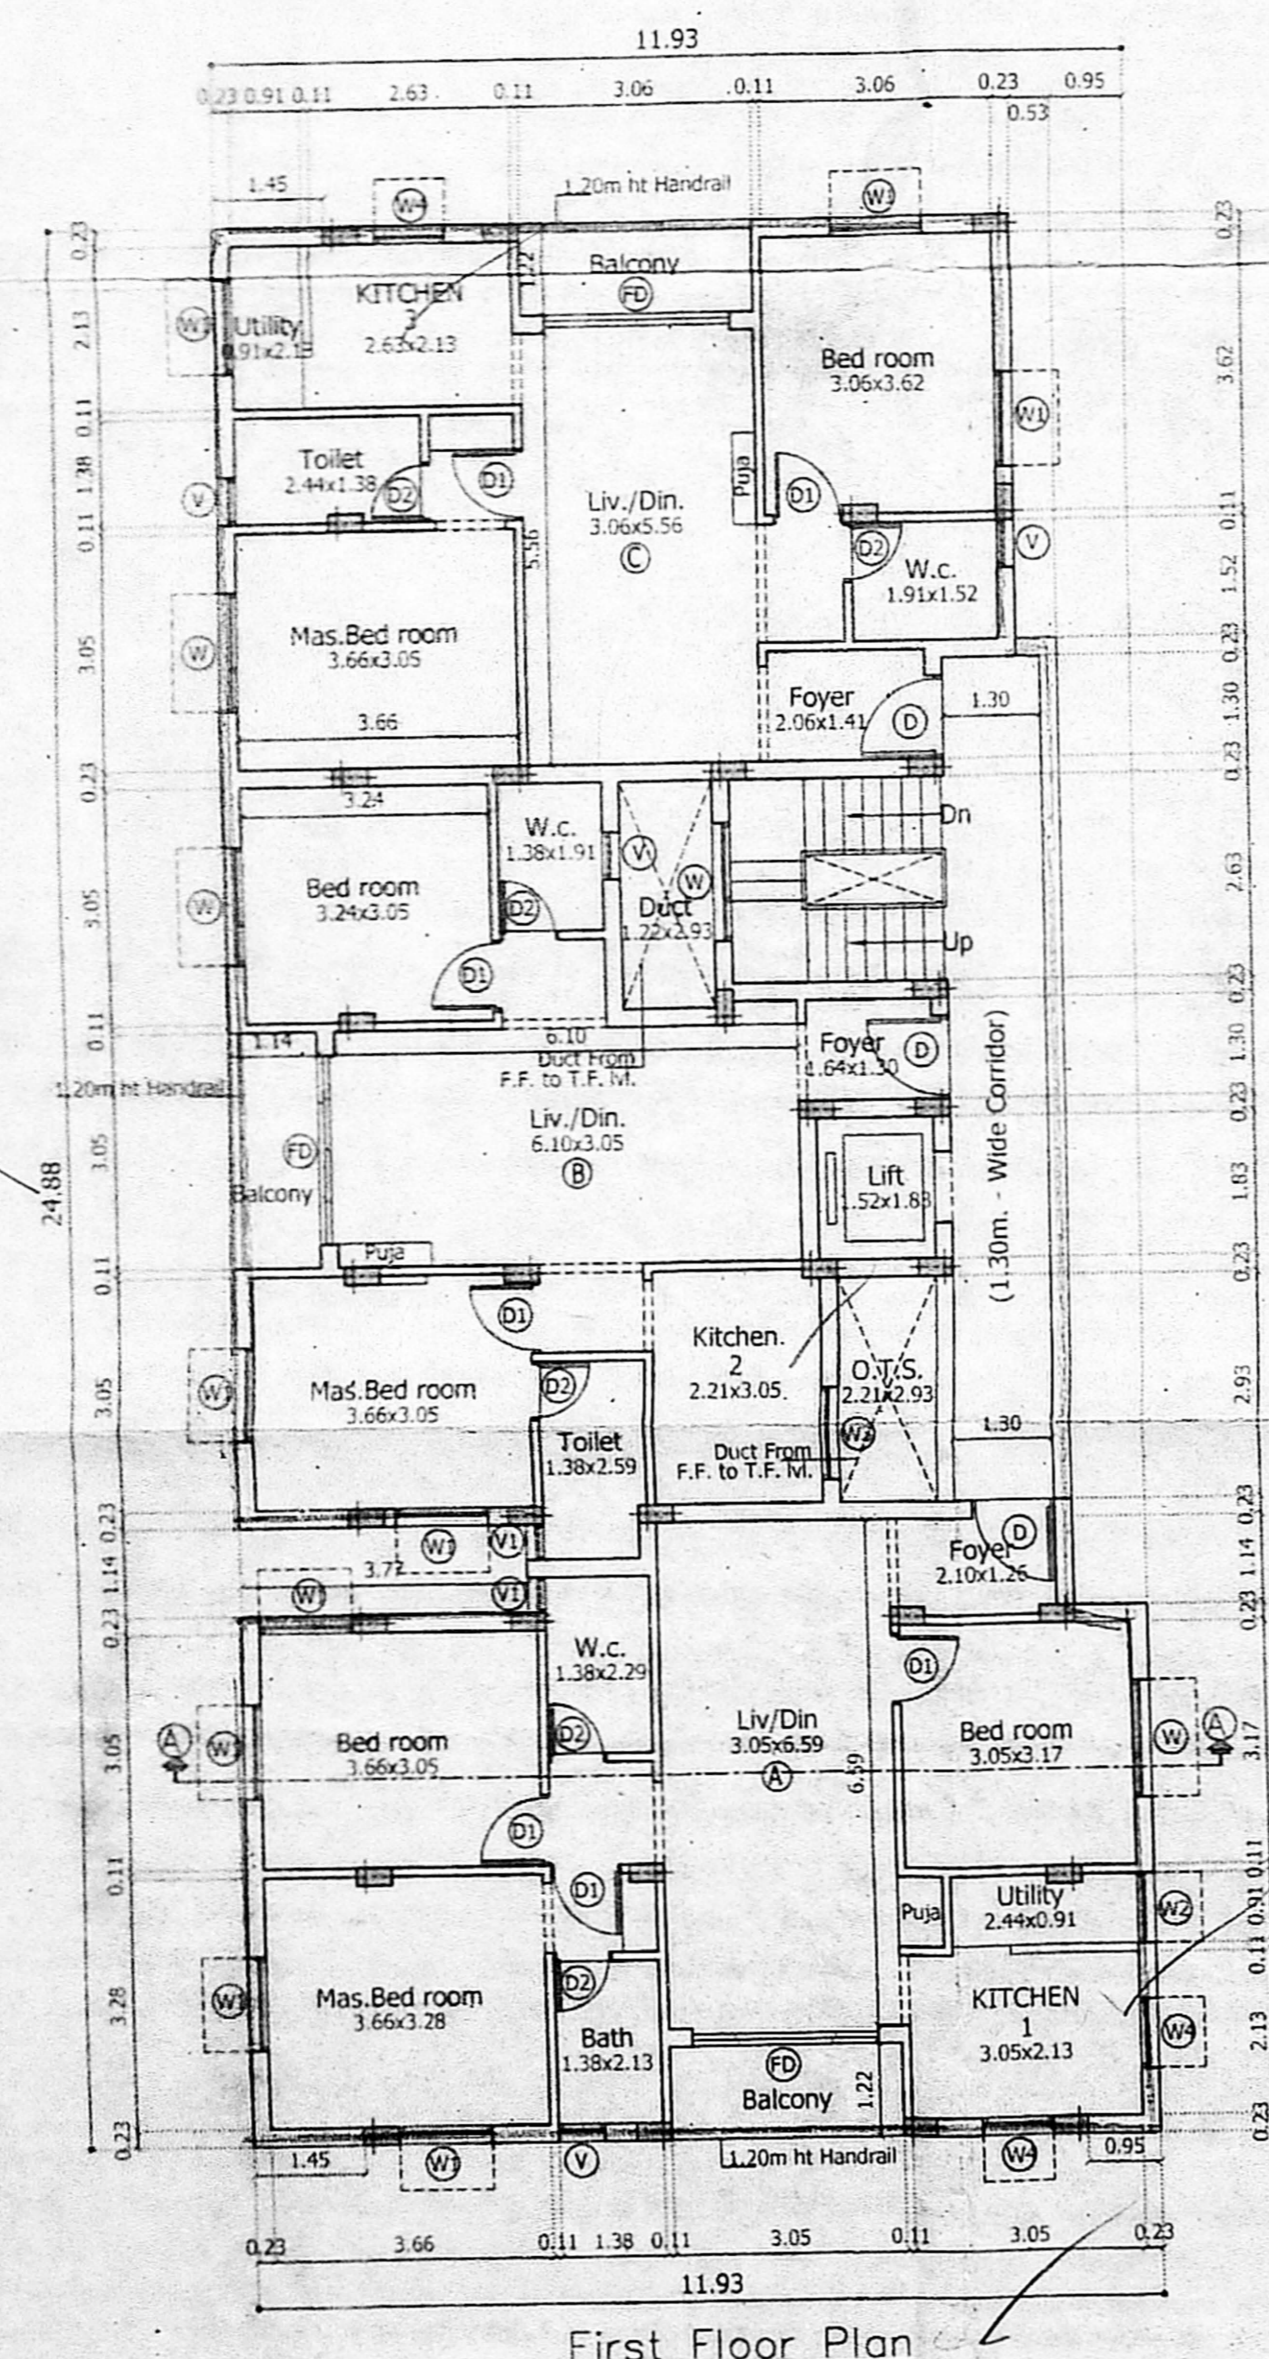 11.93
0.23 0.91 0.11 2.63 0.11 3.06 0.11 3.06 0.23 0.95
0.53
1.45
W4
1.20m ht Handrail
W1
0.23
0.23
1.22
Balcony
FD
KITCHEN
3
2.63x2.13
Utility
0.91x2.13
2.13
Bed room
3.06x3.62
3.62
W1
0.11
Toilet
2.44x1.38
D2
D1
1.38
V
Puja
D1
Liv./Din.
3.06x5.56
C
5.56
0.11
0.11
D2
V
W.c.
1.91x1.52
1.52
Mas.Bed room
3.66x3.05
3.05
W
3.66
0.23
Foyer
2.06x1.41
D
1.30
1.30
0.23
0.23
3.24
W.c.
1.38x1.91
V1
W
Dn
Bed room
3.24x3.05
3.05
W
D2
Duct
1.22x2.93
2.63
Up
D1
0.23
0.11
1.14
6.10
Duct From
F.F. to T.F. lvl.
Foyer
1.64x1.30
D
1.30
1.20m ht Handrail
0.23
Liv./Din.
6.10x3.05
B
3.05
FD
Balcony
24.88
Lift
1.52x1.83
1.83
(1.30m. - Wide Corridor)
Puja
0.11
0.23
D1
Kitchen.
2
2.21x3.05
O.T.S.
2.21x2.93
2.93
Mas.Bed room
3.66x3.05
3.05
W1
D2
1.30
Toilet
1.38x2.59
Duct From
F.F. to T.F. lvl.
0.23
0.23
W1
V1
D
Foyer
2.10x1.26
1.14
1.14
3.77
W1
V1
0.23
0.23
W.c.
1.38x2.29
D1
Liv/Din
3.05x6.59
A
6.59
Bed room
3.05x3.17
3.17
W
A
A
W1
Bed room
3.66x3.05
3.05
D2
D1
0.11
0.11
D1
Puja
Utility
2.44x0.91
W2
0.91
0.11
Mas.Bed room
3.66x3.28
3.28
W1
D2
Bath
1.38x2.13
KITCHEN
1
3.05x2.13
W4
2.13
FD
Balcony
1.22
0.23
0.23
1.45
W1
V
1.20m ht Handrail
W4
0.95
0.23 3.66 0.11 1.38 0.11 3.05 0.11 3.05 0.23
11.93
First Floor Plan